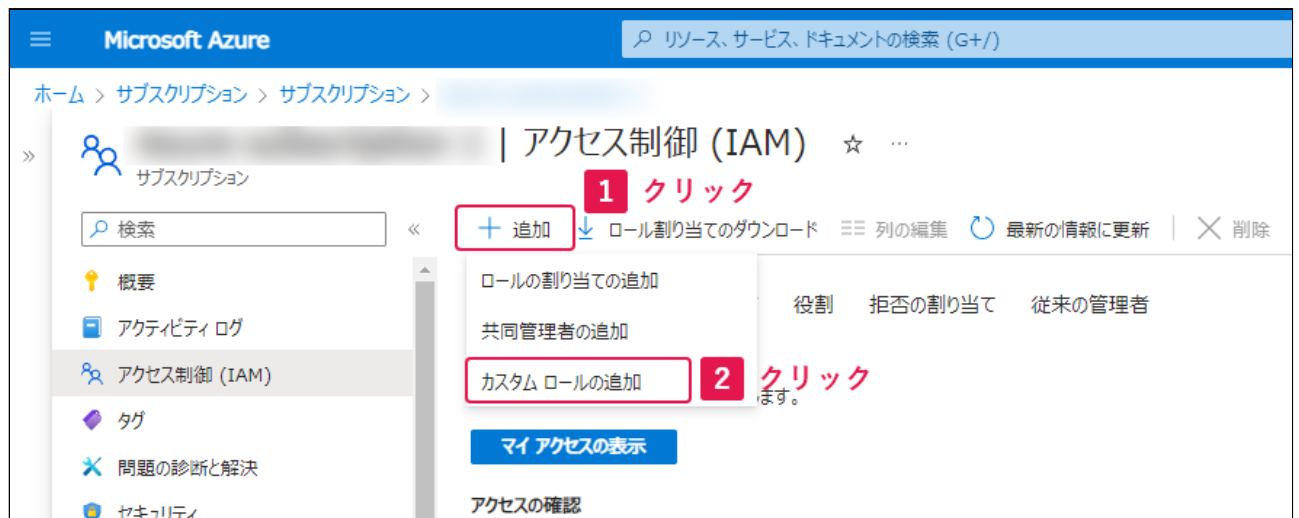 Microsoft Azure
リソース、サービス、ドキュメントの検索 (G+/)
ホーム > サブスクリプション > サブスクリプション >
| アクセス制御 (IAM)
サブスクリプション
1 クリック
検索
追加
ロール割り当てのダウンロード
列の編集
最新の情報に更新
削除
ロールの割り当ての追加
共同管理者の追加
カスタム ロールの追加
2 クリック
役割
拒否の割り当て
従来の管理者
ます。
マイ アクセスの表示
アクセスの確認
概要
アクティビティ ログ
アクセス制御 (IAM)
タグ
問題の診断と解決
セキュリティ